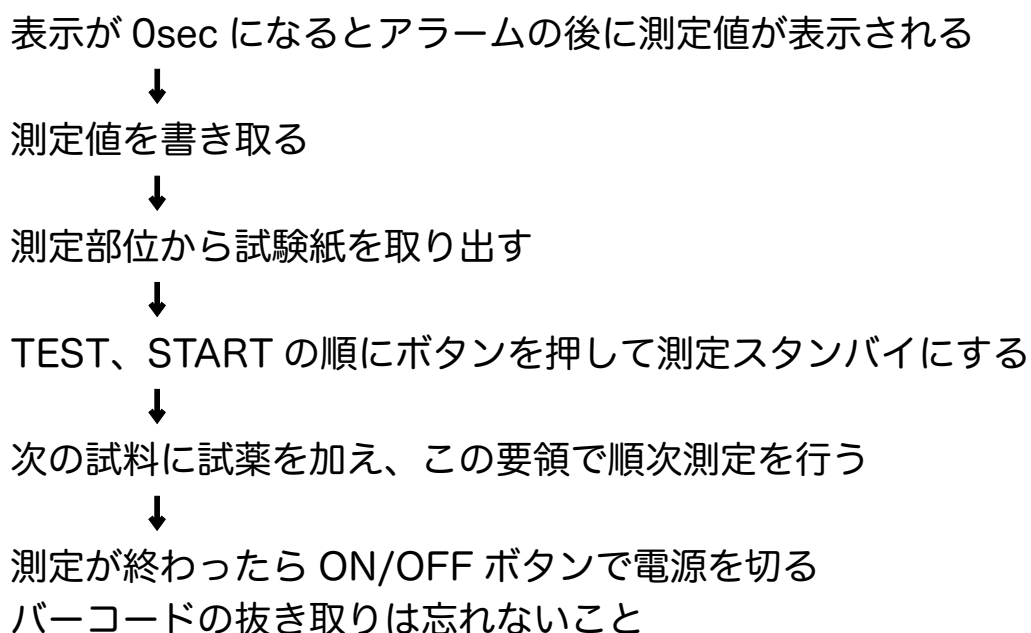 表示が 0sec になるとアラームの後に測定値が表示される
↓
測定値を書き取る
↓
測定部位から試験紙を取り出す
↓
TEST、START の順にボタンを押して測定スタンバイにする
↓
次の試料に試薬を加え、この要領で順次測定を行う
↓
測定が終わったら ON/OFF ボタンで電源を切る
バーコードの抜き取りは忘れないこと